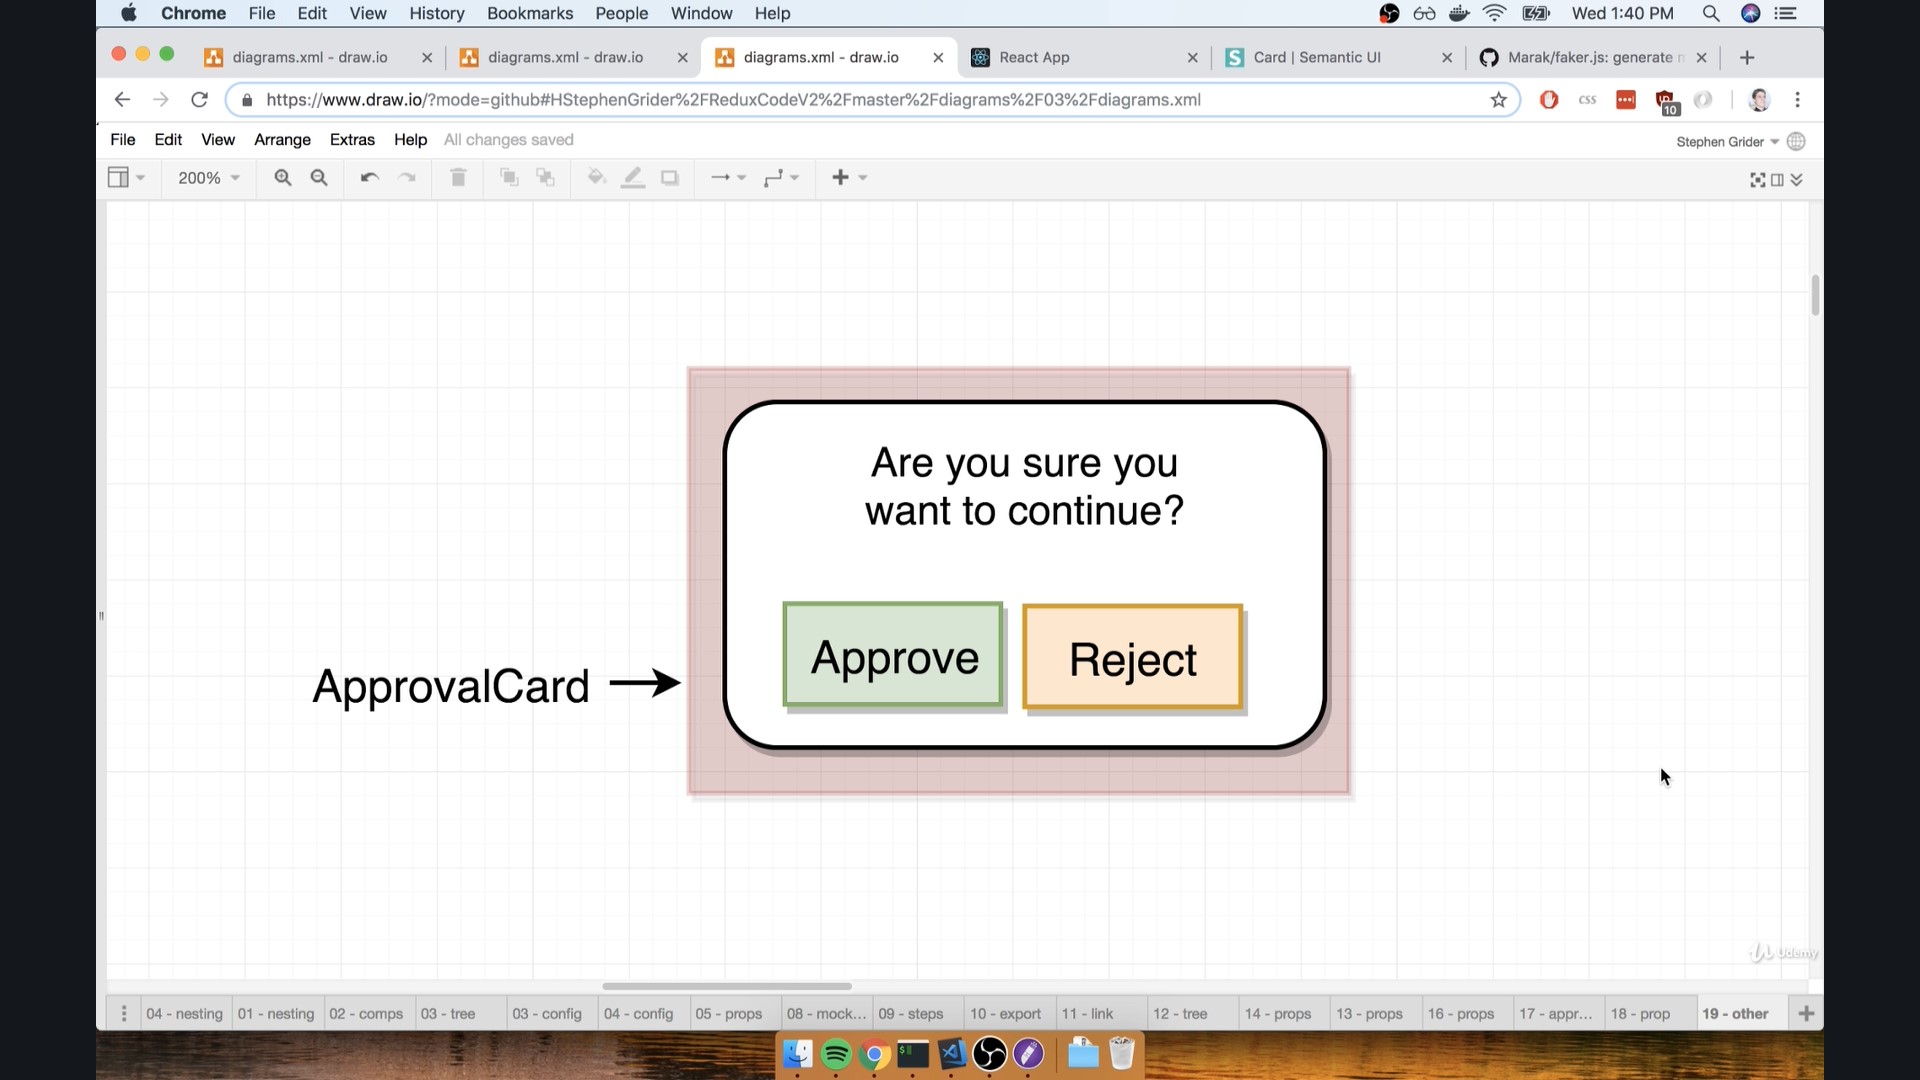 Chrome File Edit View History Bookmarks People Window Help Wed 1:40 PM
diagrams.xml - draw.io diagrams.xml - draw.io diagrams.xml - draw.io React App Card | Semantic UI Marak/faker.js: generate
https://www.draw.io/?mode=github#HStephenGrider%2FReduxCodeV2%2Fmaster%2Fdiagrams%2F03%2Fdiagrams.xml css 10
File Edit View Arrange Extras Help All changes saved Stephen Grider
200%
Are you sure you
want to continue?
Approve Reject
ApprovalCard
Udemy
04 - nesting 01 - nesting 02 - comps 03 - tree 03 - config 04 - config 05 - props 08 - mock... 09 - steps 10 - export 11 - link 12 - tree 14 - props 13 - props 16 - props 17 - appr... 18 - prop 19 - other